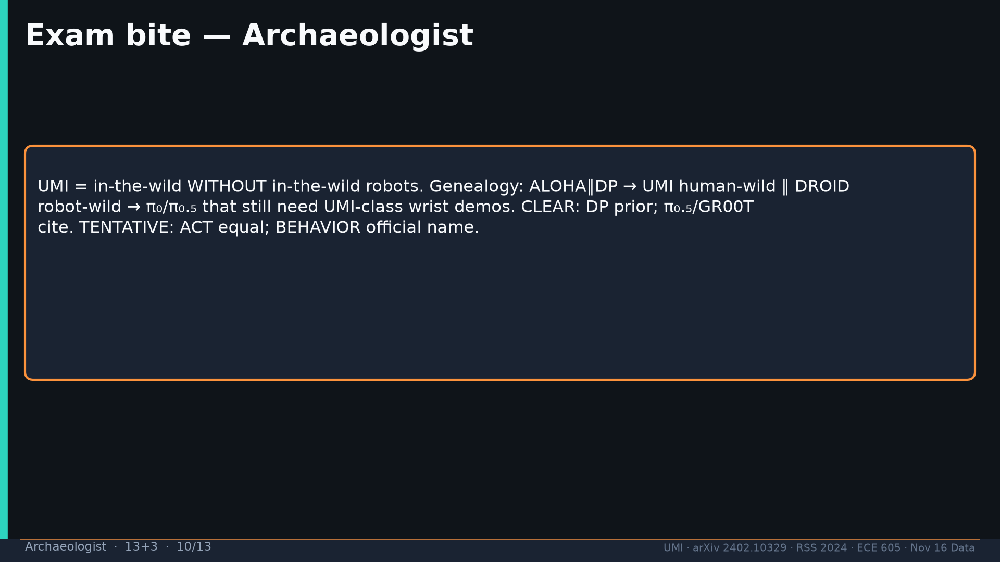 Exam bite — Archaeologist
UMI = in-the-wild WITHOUT in-the-wild robots. Genealogy: ALOHA∥DP → UMI human-wild ∥ DROID
robot-wild → π₀/π₀.₅ that still need UMI-class wrist demos. CLEAR: DP prior; π₀.₅/GR00T
cite. TENTATIVE: ACT equal; BEHAVIOR official name.
Archaeologist · 13+3 · 10/13
UMI · arXiv 2402.10329 · RSS 2024 · ECE 605 · Nov 16 Data